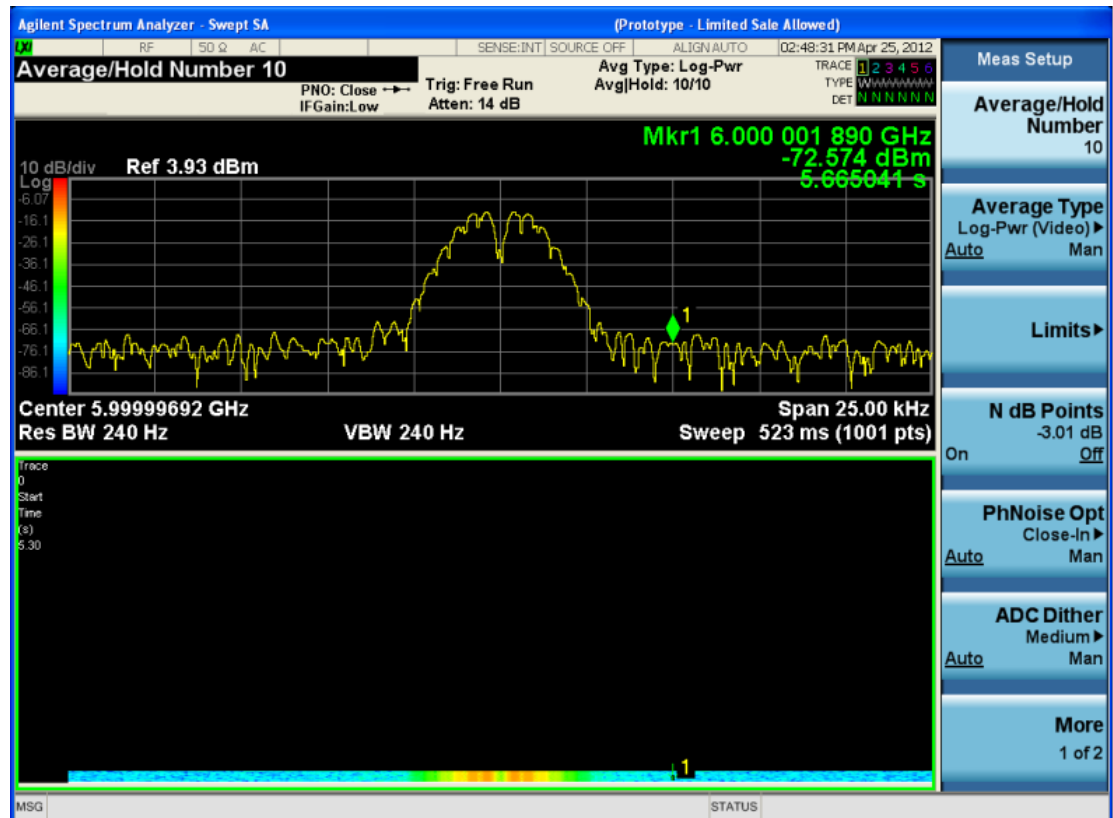 Agilent Spectrum Analyzer - Swept SA (Prototype - Limited Sale Allowed)
LXI RF 50 Ω AC SENSE:INT SOURCE OFF ALIGN AUTO 02:48:31 PM Apr 25, 2012
Average/Hold Number 10
PNO: Close
IFGain:Low
Trig: Free Run
Atten: 14 dB
Avg Type: Log-Pwr
Avg|Hold: 10/10
TRACE 1 2 3 4 5 6
TYPE WWWWWW
DET N N N N N N
Mkr1 6.000 001 890 GHz
-72.574 dBm
5.665041 s
10 dB/div Ref 3.93 dBm
Log
-6.07
-16.1
-26.1
-36.1
-46.1
-56.1
-66.1
-76.1
-86.1
1
Center 5.99999692 GHz Span 25.00 kHz
Res BW 240 Hz VBW 240 Hz Sweep 523 ms (1001 pts)
Trace
0
Start
Time
(s)
5.30
1
MSG STATUS
Meas Setup
Average/Hold
Number
10
Average Type
Log-Pwr (Video)
Auto Man
Limits
N dB Points
-3.01 dB
On Off
PhNoise Opt
Close-In
Auto Man
ADC Dither
Medium
Auto Man
More
1 of 2